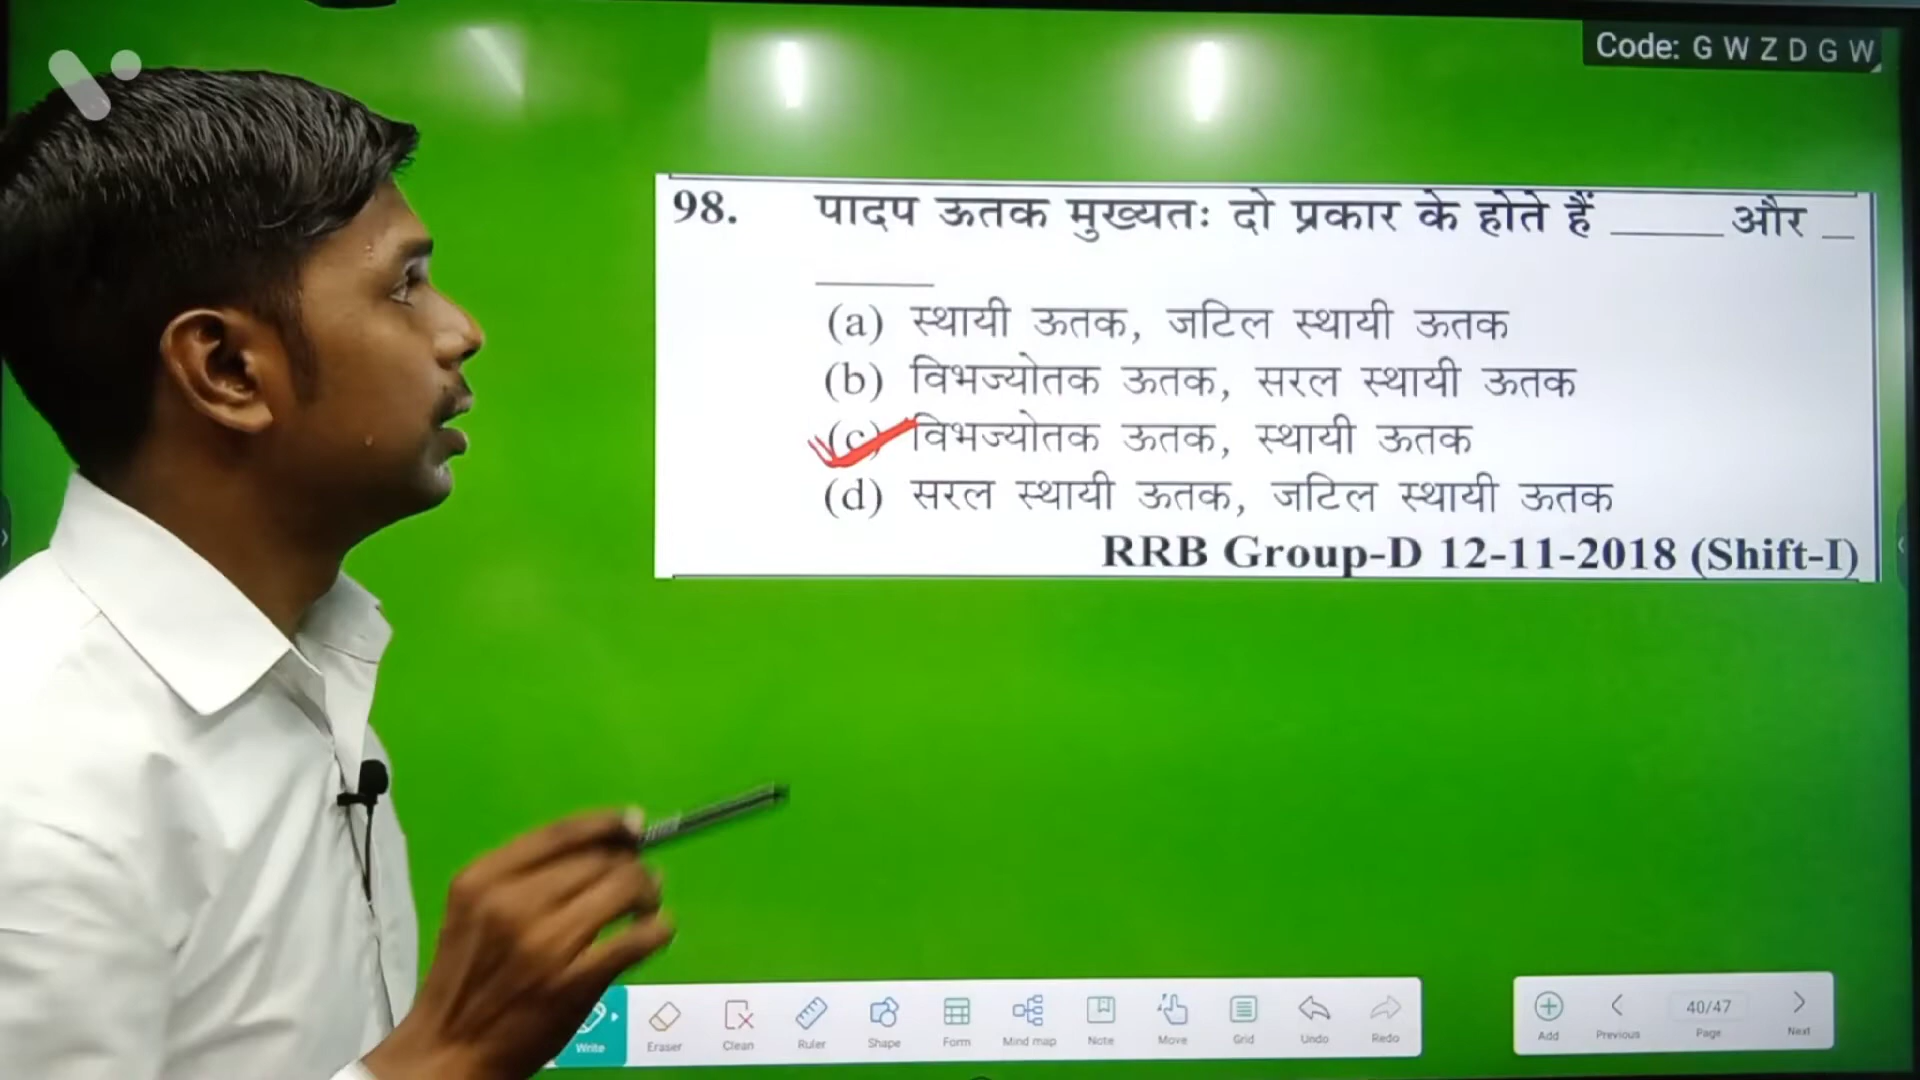 Code: G W Z D G W
98. पादप ऊतक मुख्यतः दो प्रकार के होते हैं _____ और _
_____
(a) स्थायी ऊतक, जटिल स्थायी ऊतक
(b) विभज्योतक ऊतक, सरल स्थायी ऊतक
(c) विभज्योतक ऊतक, स्थायी ऊतक
(d) सरल स्थायी ऊतक, जटिल स्थायी ऊतक
RRB Group-D 12-11-2018 (Shift-I)
Write Eraser Clean Ruler Shape Form Mind map Note Move Grid Undo Redo
Add Previous 40/47 Page Next